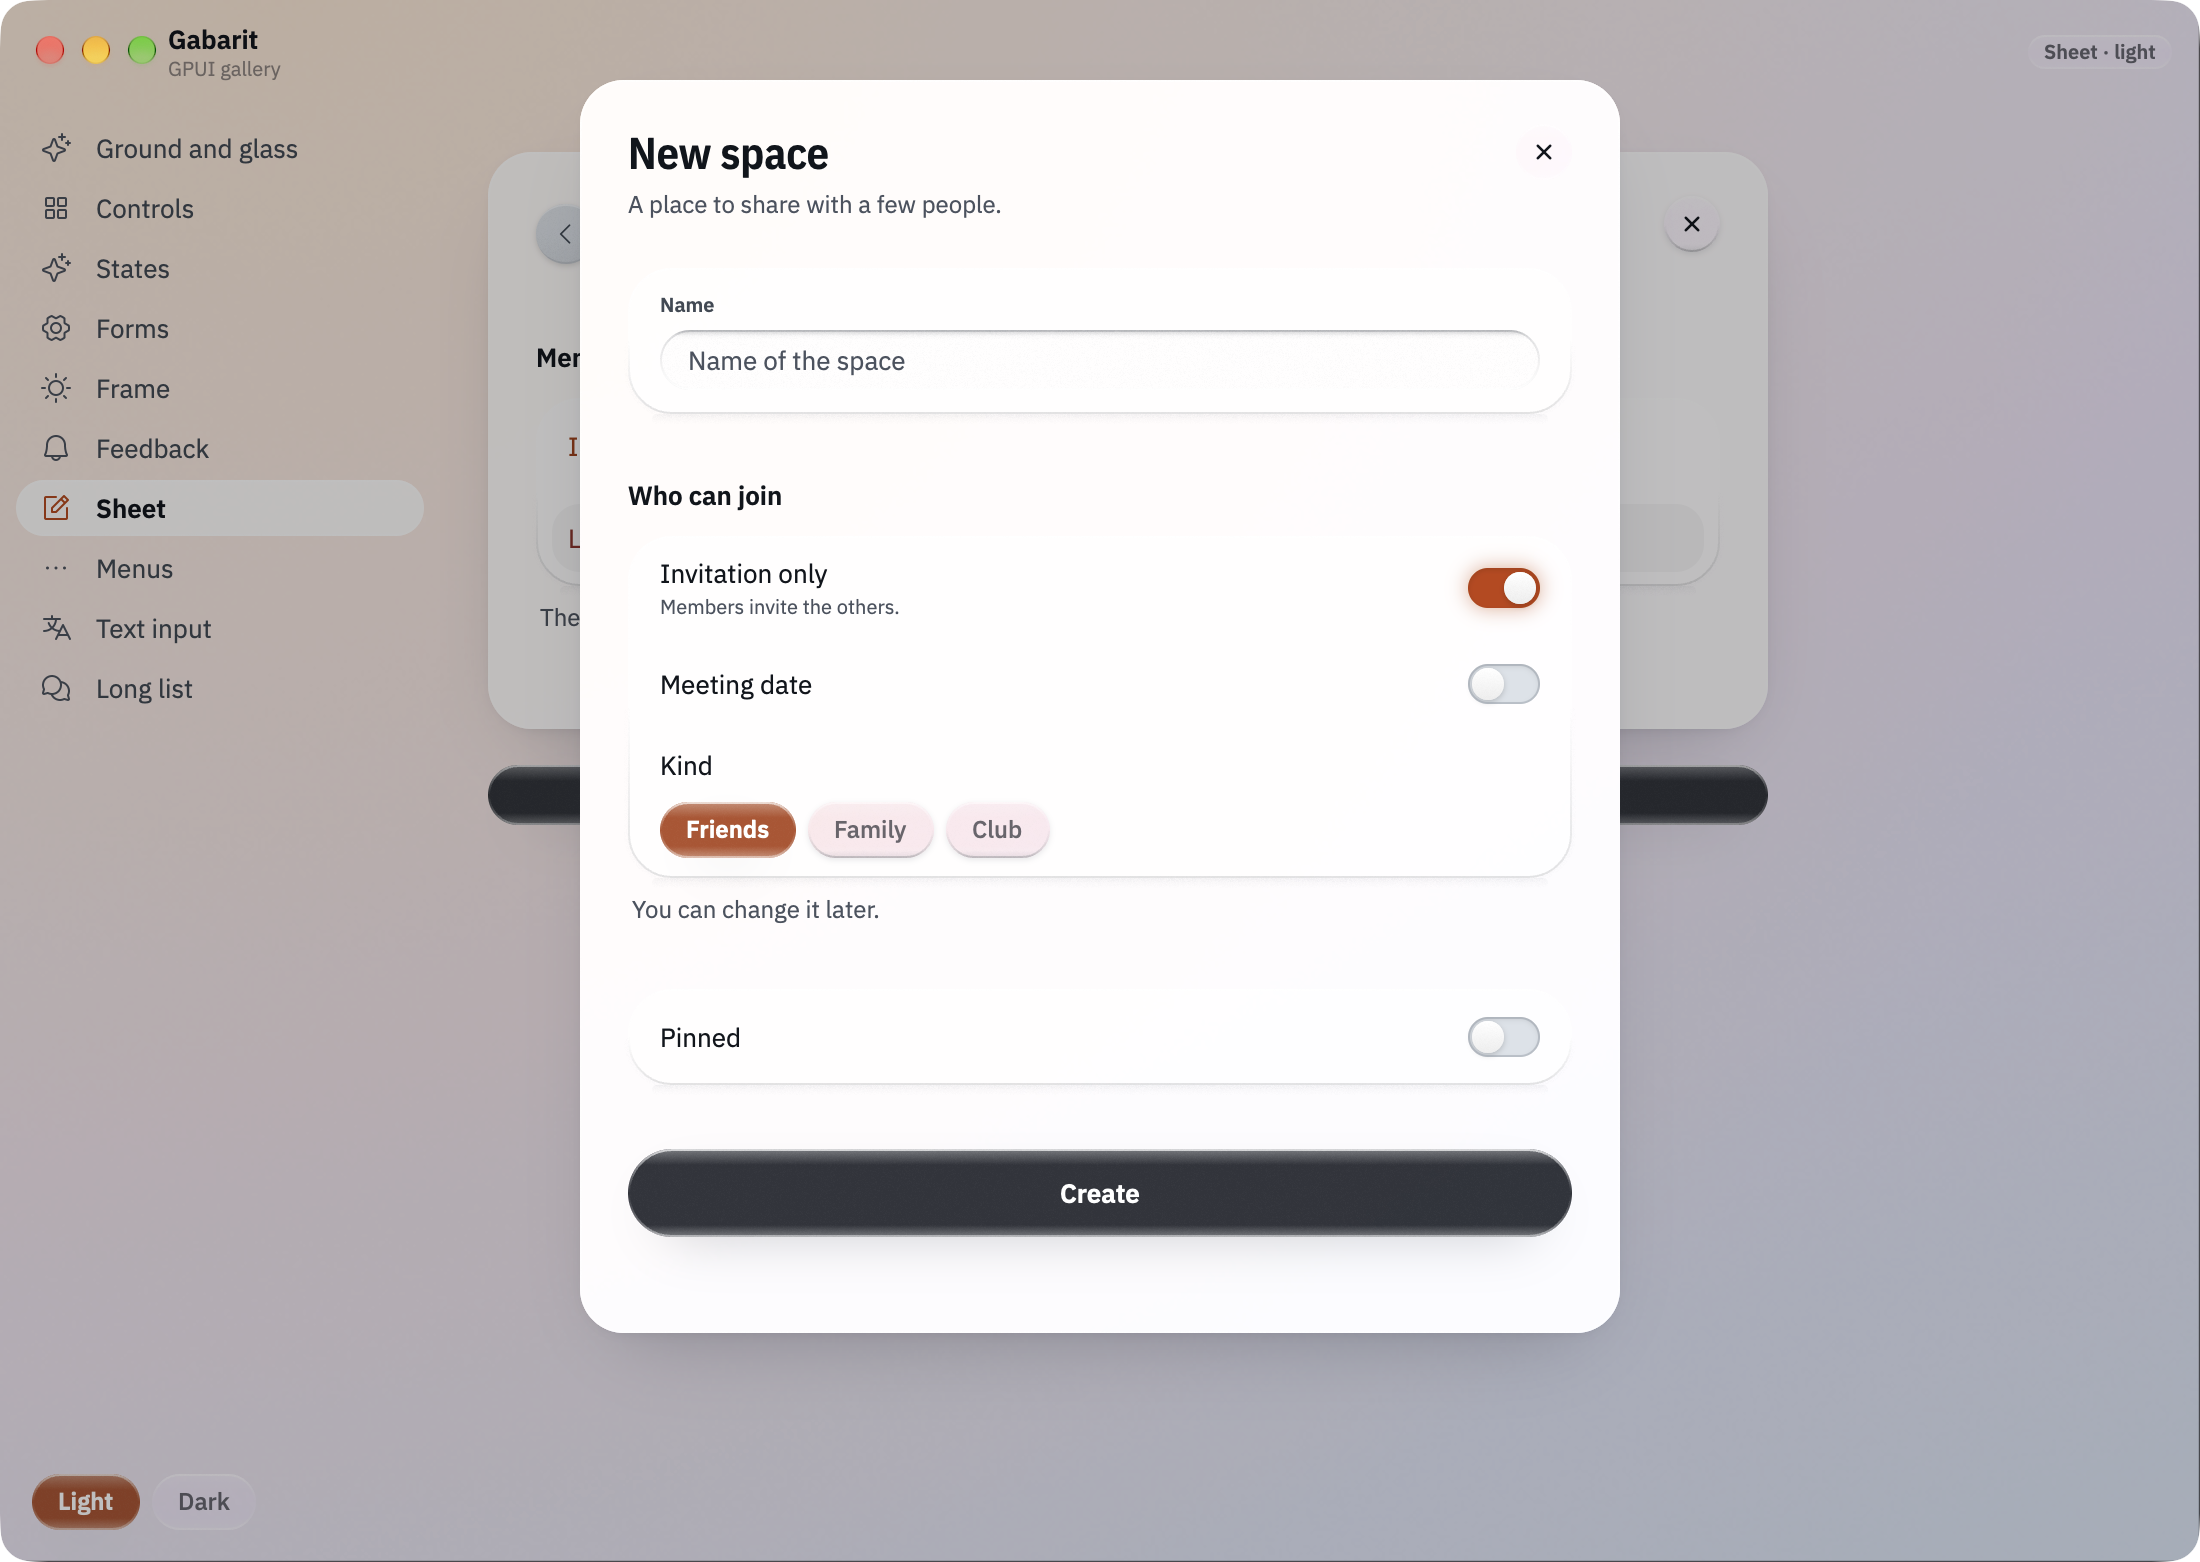 Gabarit
GPUI gallery
Sheet · light
Ground and glass
Controls
States
Forms
Frame
Feedback
Sheet
Menus
Text input
Long list
Light
Dark
The
New space
A place to share with a few people.
Name
Name of the space
Who can join
Invitation only
Members invite the others.
Meeting date
Kind
Friends
Family
Club
You can change it later.
Pinned
Create